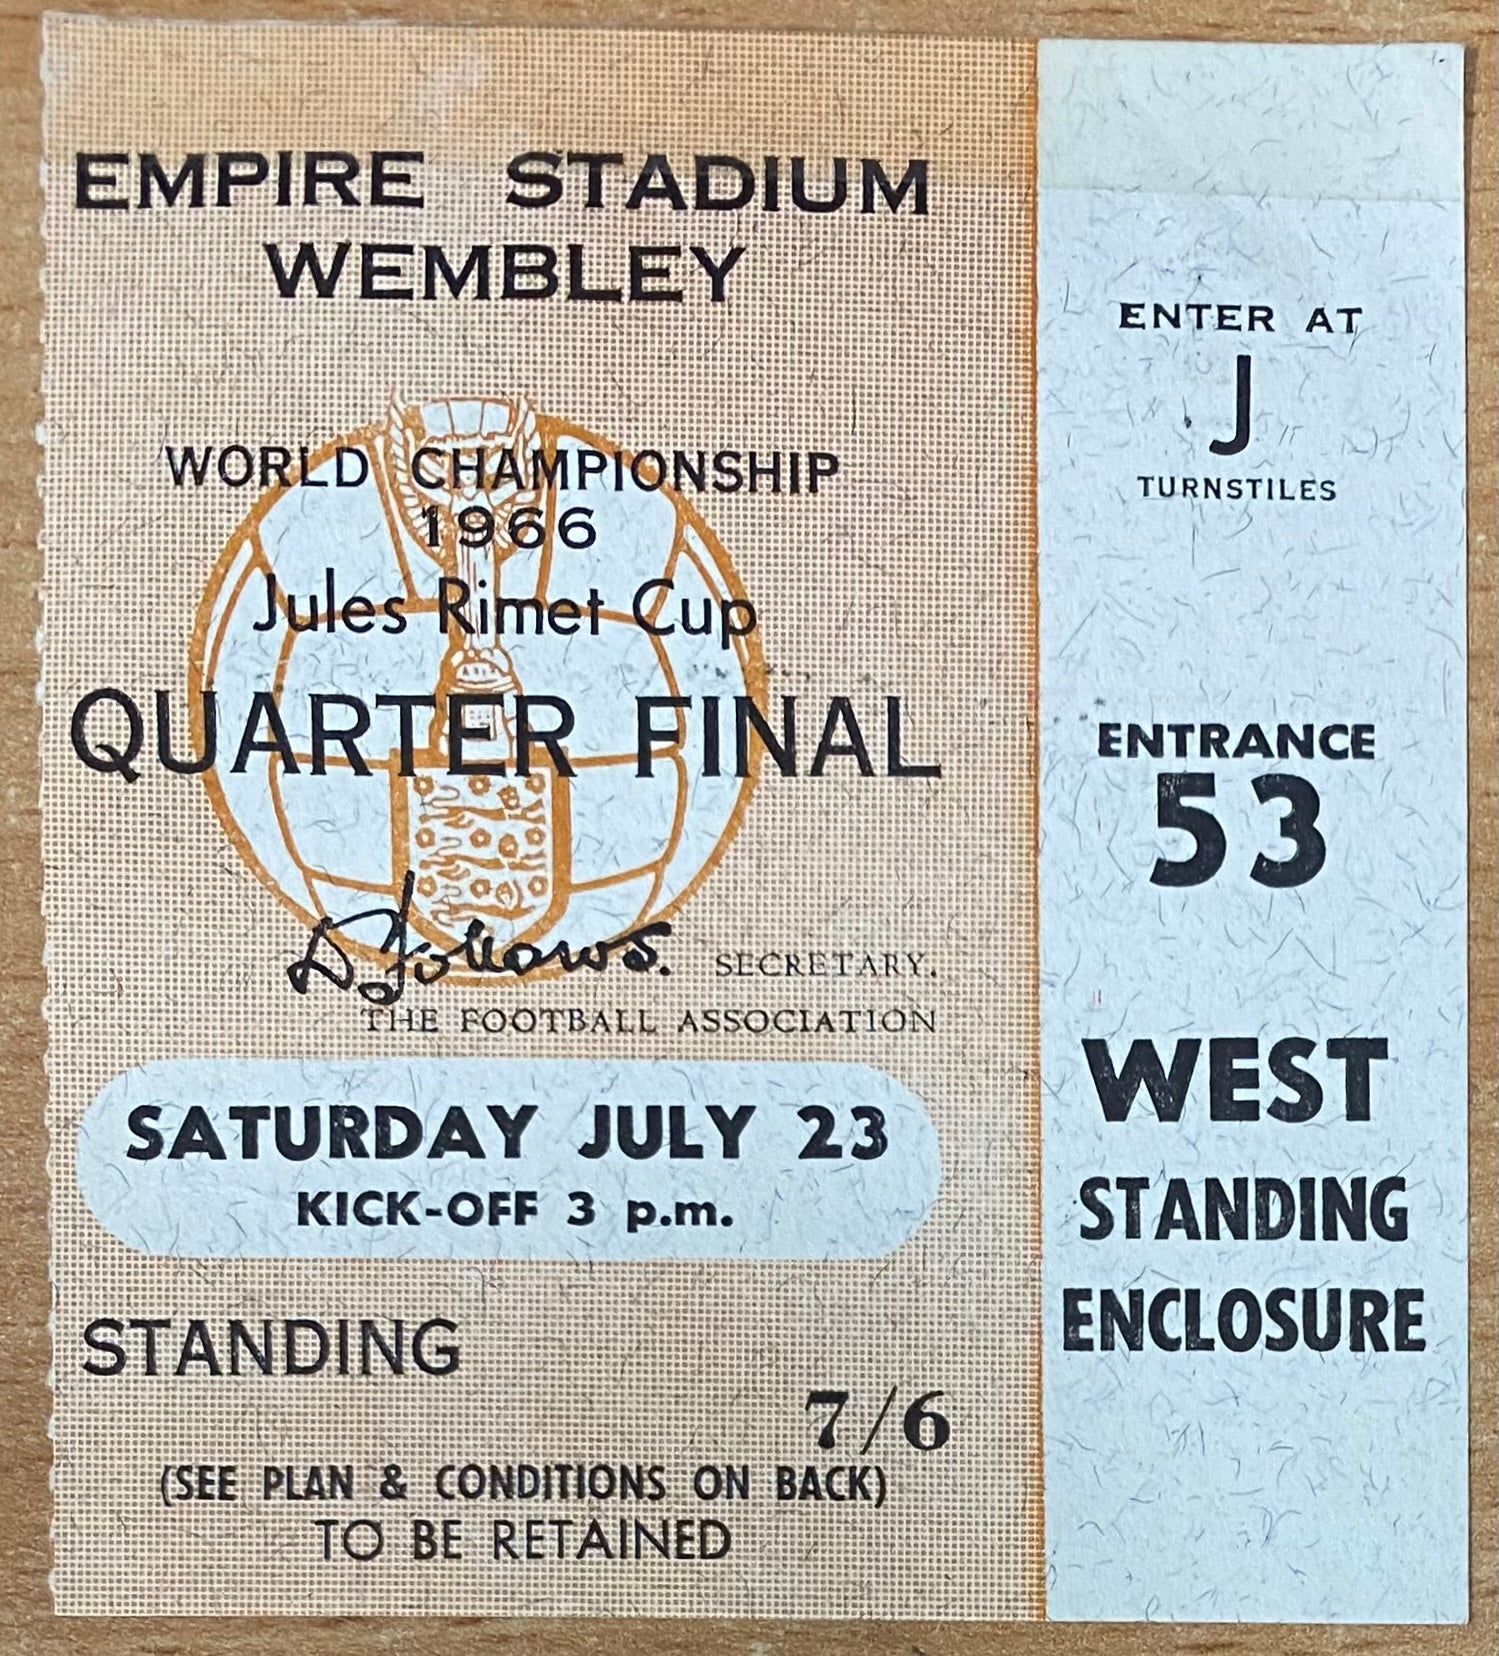 EMPIRE STADIUM
WEMBLEY
WORLD CHAMPIONSHIP
1966
Jules Rimet Cup
QUARTER FINAL
D Follows. SECRETARY.
THE FOOTBALL ASSOCIATION
SATURDAY JULY 23
KICK-OFF 3 p.m.
STANDING
7/6
(SEE PLAN & CONDITIONS ON BACK)
TO BE RETAINED
ENTER AT
J
TURNSTILES
ENTRANCE
53
WEST
STANDING
ENCLOSURE